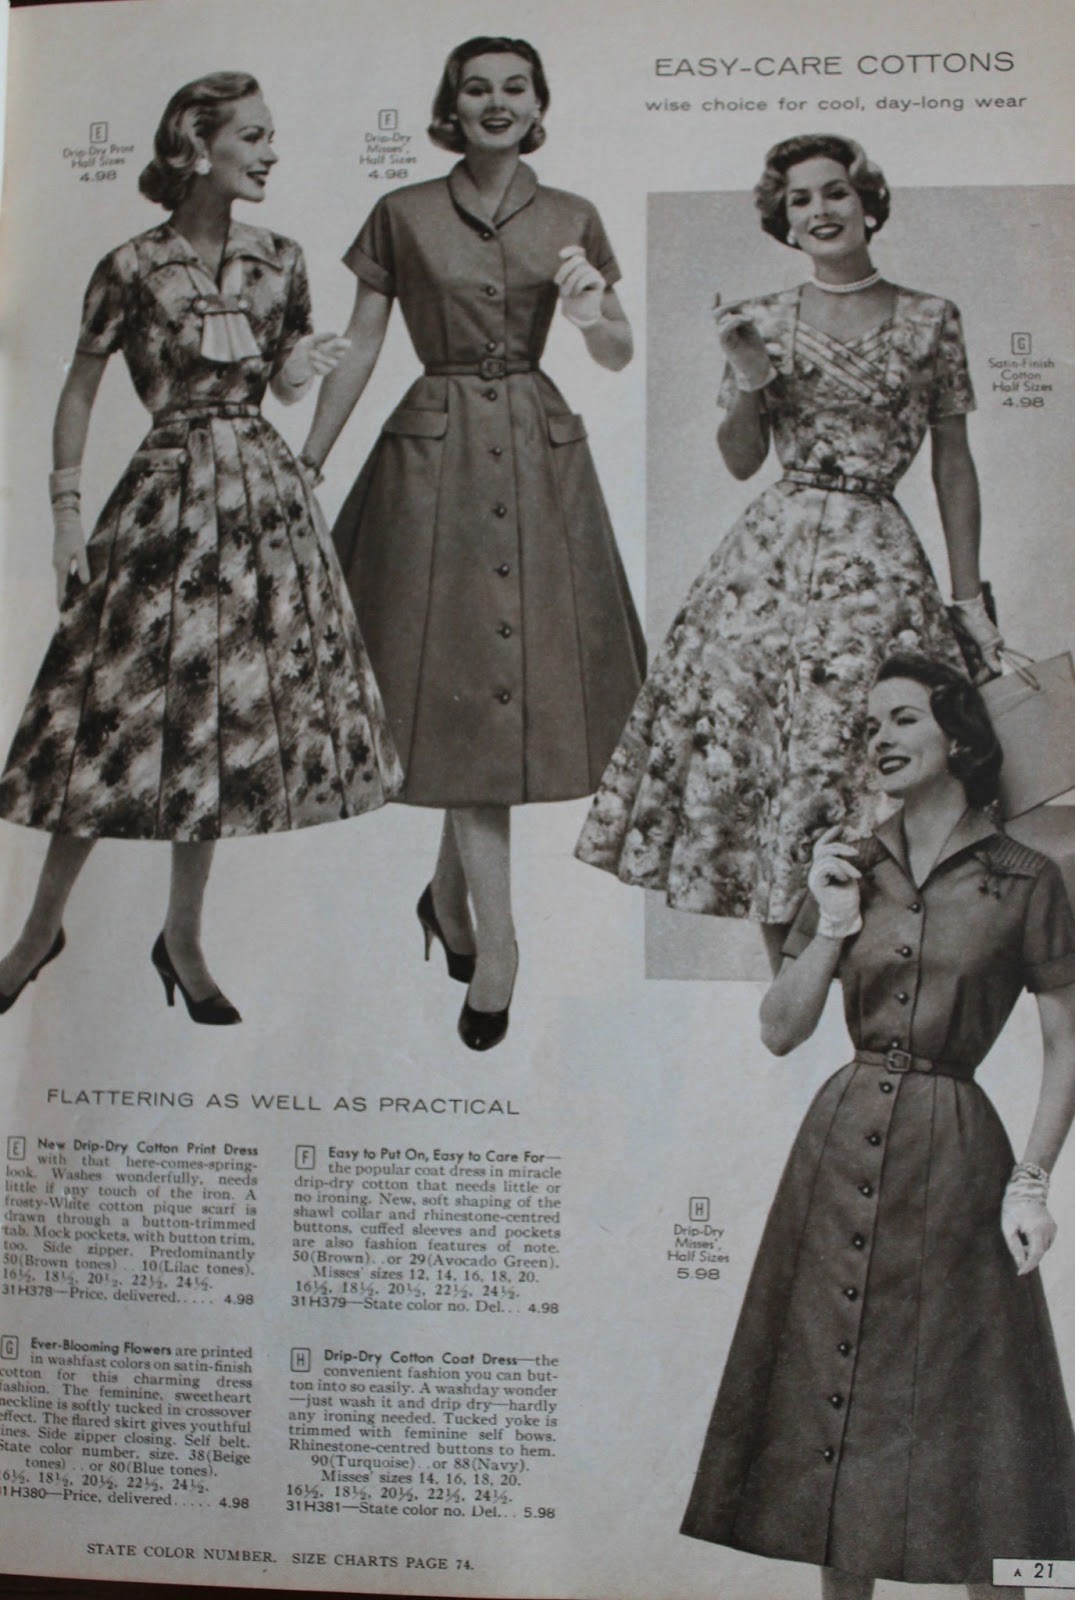 EASY-CARE COTTONS
wise choice for cool, day-long wear
E
Drip-Dry Print
Half Sizes
4.98
F
Drip-Dry
Misses',
Half Sizes
4.98
G
Satin-Finish
Cotton
Half Sizes
4.98
FLATTERING AS WELL AS PRACTICAL
E New Drip-Dry Cotton Print Dress
with that here-comes-spring-
look. Washes wonderfully, needs
little if any touch of the iron. A
frosty-White cotton pique scarf is
drawn through a button-trimmed
tab. Mock pockets, with button trim,
too. Side zipper. Predominantly
50(Brown tones) . . 10(Lilac tones).
16½, 18½, 20½, 22½, 24½.
31H378—Price, delivered..... 4.98
F Easy to Put On, Easy to Care For—
the popular coat dress in miracle
drip-dry cotton that needs little or
no ironing. New, soft shaping of the
shawl collar and rhinestone-centred
buttons, cuffed sleeves and pockets
are also fashion features of note.
50(Brown). . or 29(Avocado Green).
Misses' sizes 12, 14, 16, 18, 20.
16½, 18½, 20½, 22½, 24½.
31H379—State color no. Del... 4.98
G Ever-Blooming Flowers are printed
in washfast colors on satin-finish
cotton for this charming dress
fashion. The feminine, sweetheart
neckline is softly tucked in crossover
effect. The flared skirt gives youthful
lines. Side zipper closing. Self belt.
State color number, size. 38(Beige
tones) . . or 80(Blue tones).
6½, 18½, 20½, 22½, 24½.
1H380—Price, delivered..... 4.98
H Drip-Dry Cotton Coat Dress—the
convenient fashion you can but-
ton into so easily. A washday wonder
—just wash it and drip dry—hardly
any ironing needed. Tucked yoke is
trimmed with feminine self bows.
Rhinestone-centred buttons to hem.
90(Turquoise). . or 88(Navy).
Misses' sizes 14, 16, 18, 20.
16½, 18½, 20½, 22½, 24½.
31H381—State color no. Del... 5.98
H
Drip-Dry
Misses',
Half Sizes
5.98
STATE COLOR NUMBER. SIZE CHARTS PAGE 74.
A 21